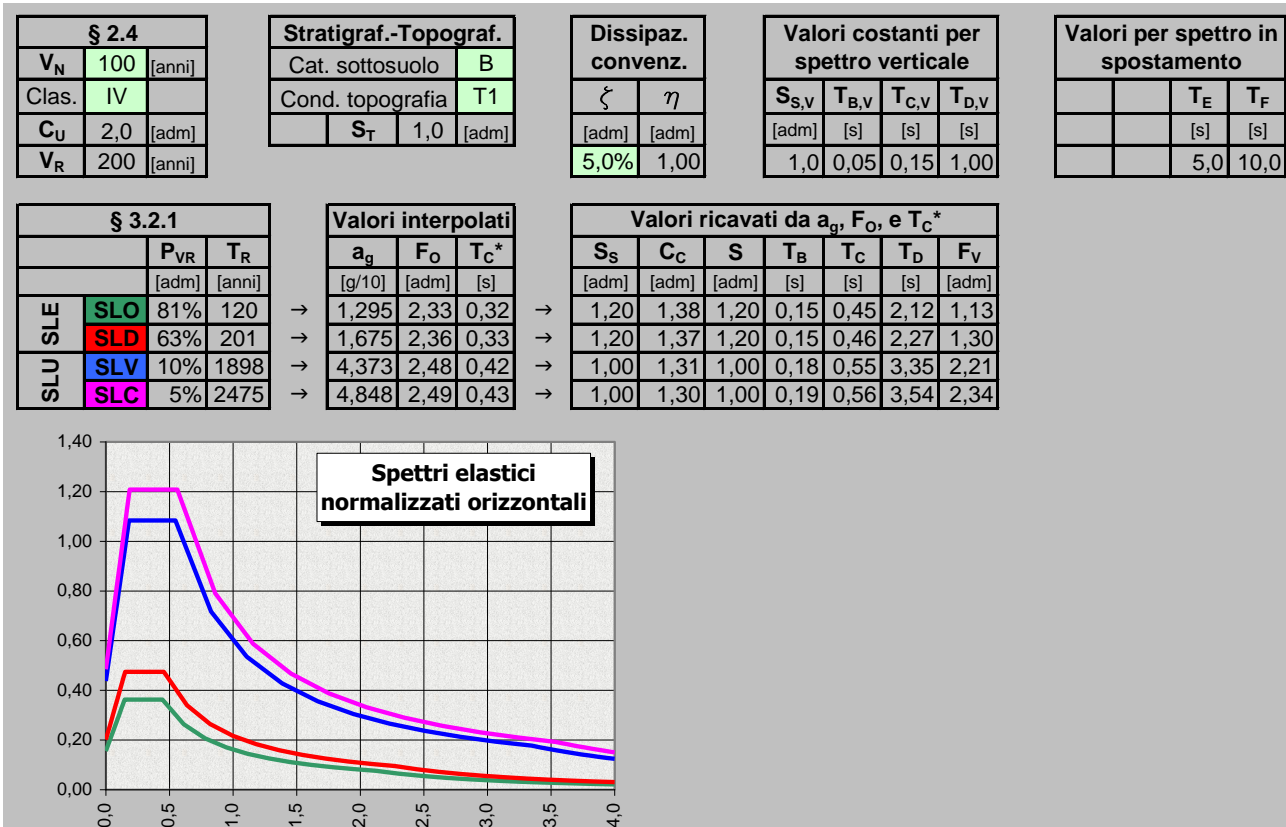 § 2.4
V_N 100 [anni]
Clas. IV
C_U 2,0 [adm]
V_R 200 [anni]
Stratigraf.-Topograf.
Cat. sottosuolo B
Cond. topografia T1
S_T 1,0 [adm]
Dissipaz.
convenz.
ζ η
[adm] [adm]
5,0% 1,00
Valori costanti per
spettro verticale
S_S,V T_B,V T_C,V T_D,V
[adm] [s] [s] [s]
1,0 0,05 0,15 1,00
Valori per spettro in
spostamento
T_E T_F
[s] [s]
5,0 10,0
§ 3.2.1
P_VR T_R
[adm] [anni]
Valori interpolati
a_g F_O T_C*
[g/10] [adm] [s]
Valori ricavati da a_g, F_O, e T_C*
S_S C_C S T_B T_C T_D F_V
[adm] [adm] [adm] [s] [s] [s] [adm]
SLE
SLO 81% 120 → 1,295 2,33 0,32 → 1,20 1,38 1,20 0,15 0,45 2,12 1,13
SLD 63% 201 → 1,675 2,36 0,33 → 1,20 1,37 1,20 0,15 0,46 2,27 1,30
SLU
SLV 10% 1898 → 4,373 2,48 0,42 → 1,00 1,31 1,00 0,18 0,55 3,35 2,21
SLC 5% 2475 → 4,848 2,49 0,43 → 1,00 1,30 1,00 0,19 0,56 3,54 2,34
Spettri elastici
normalizzati orizzontali
1,40
1,20
1,00
0,80
0,60
0,40
0,20
0,00
0,0 0,5 1,0 1,5 2,0 2,5 3,0 3,5 4,0